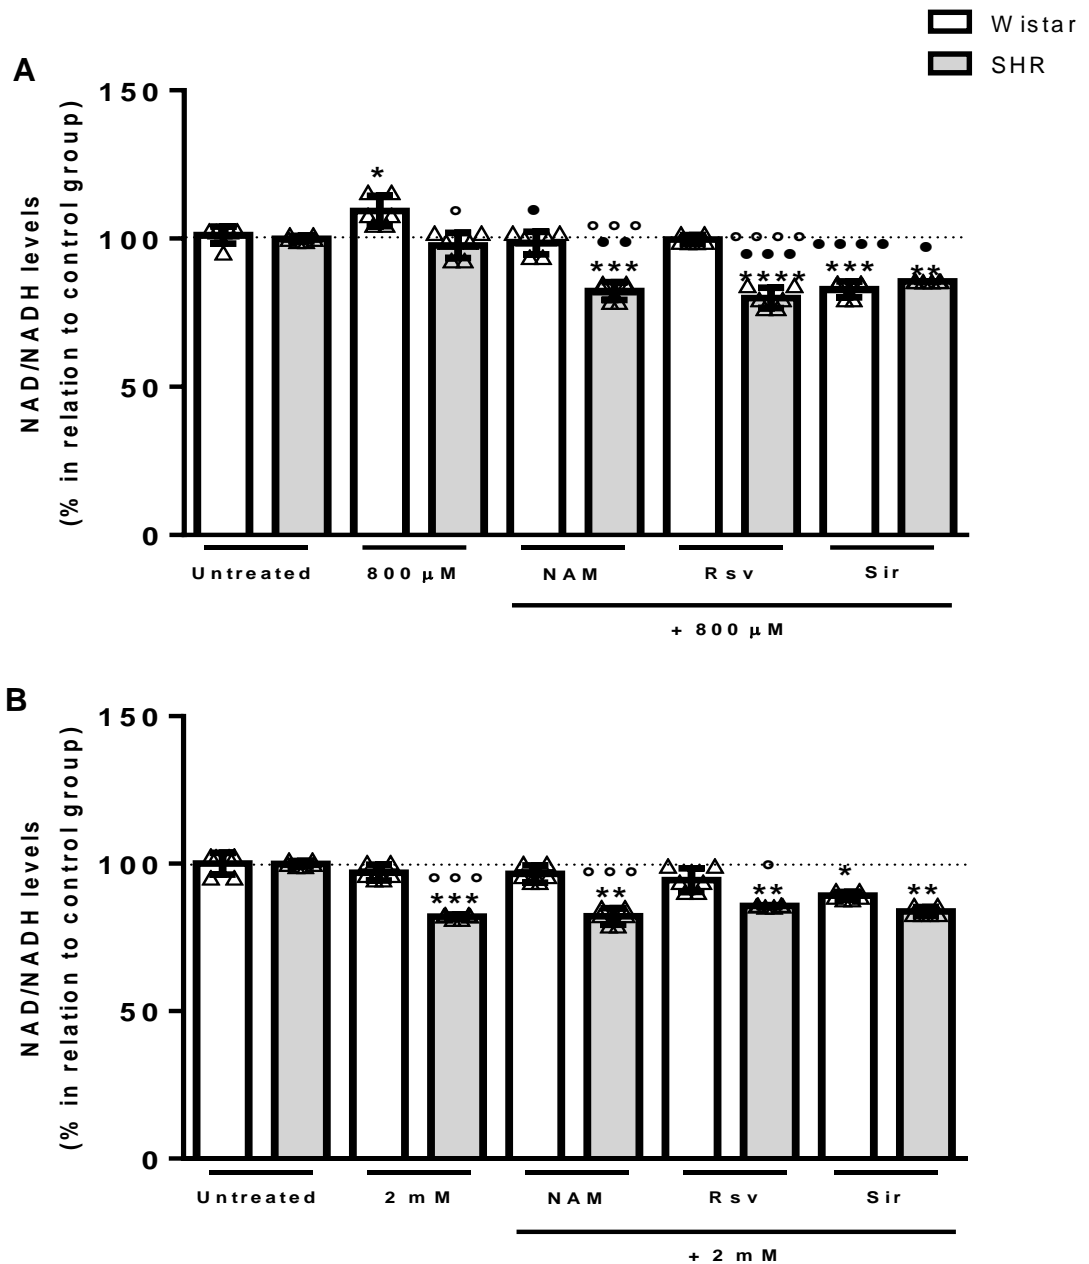 Wistar
SHR
A
NAD/NADH levels
(% in relation to control group)
150
100
50
0
*
***
****
***
**
Untreated 800 µM NAM Rsv Sir
+ 800 µM
B
NAD/NADH levels
(% in relation to control group)
150
100
50
0
***
**
**
*
**
Untreated 2 mM NAM Rsv Sir
+ 2 mM